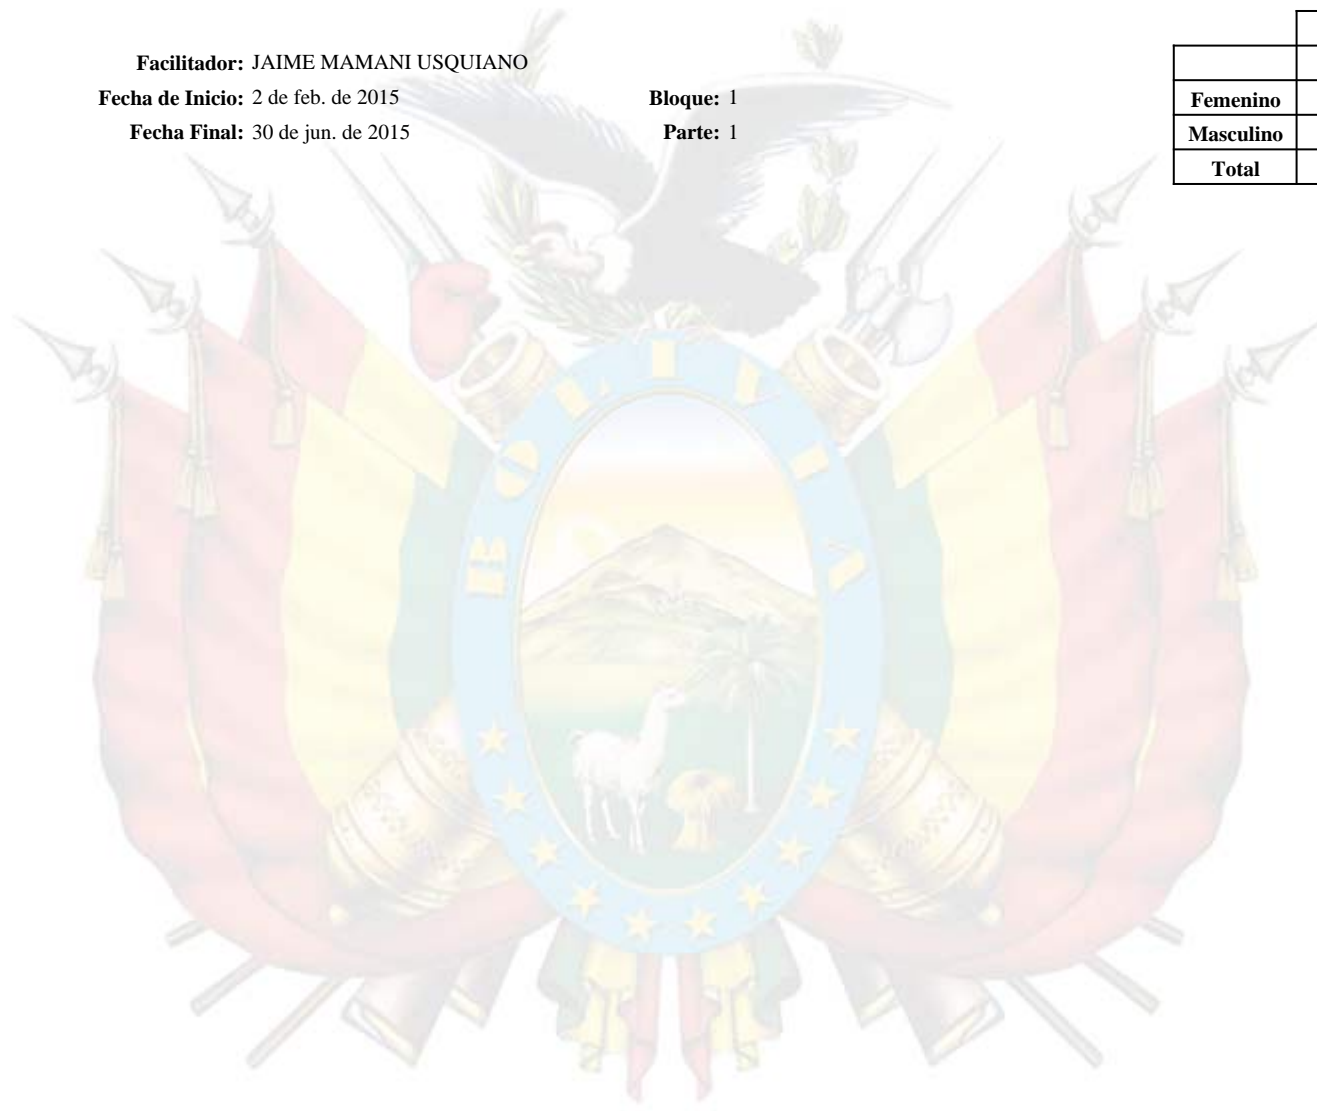 Facilitador: JAIME MAMANI USQUIANO
Fecha de Inicio: 2 de feb. de 2015 Bloque: 1
Fecha Final: 30 de jun. de 2015 Parte: 1
Femenino
Masculino
Total
BOLIVIA